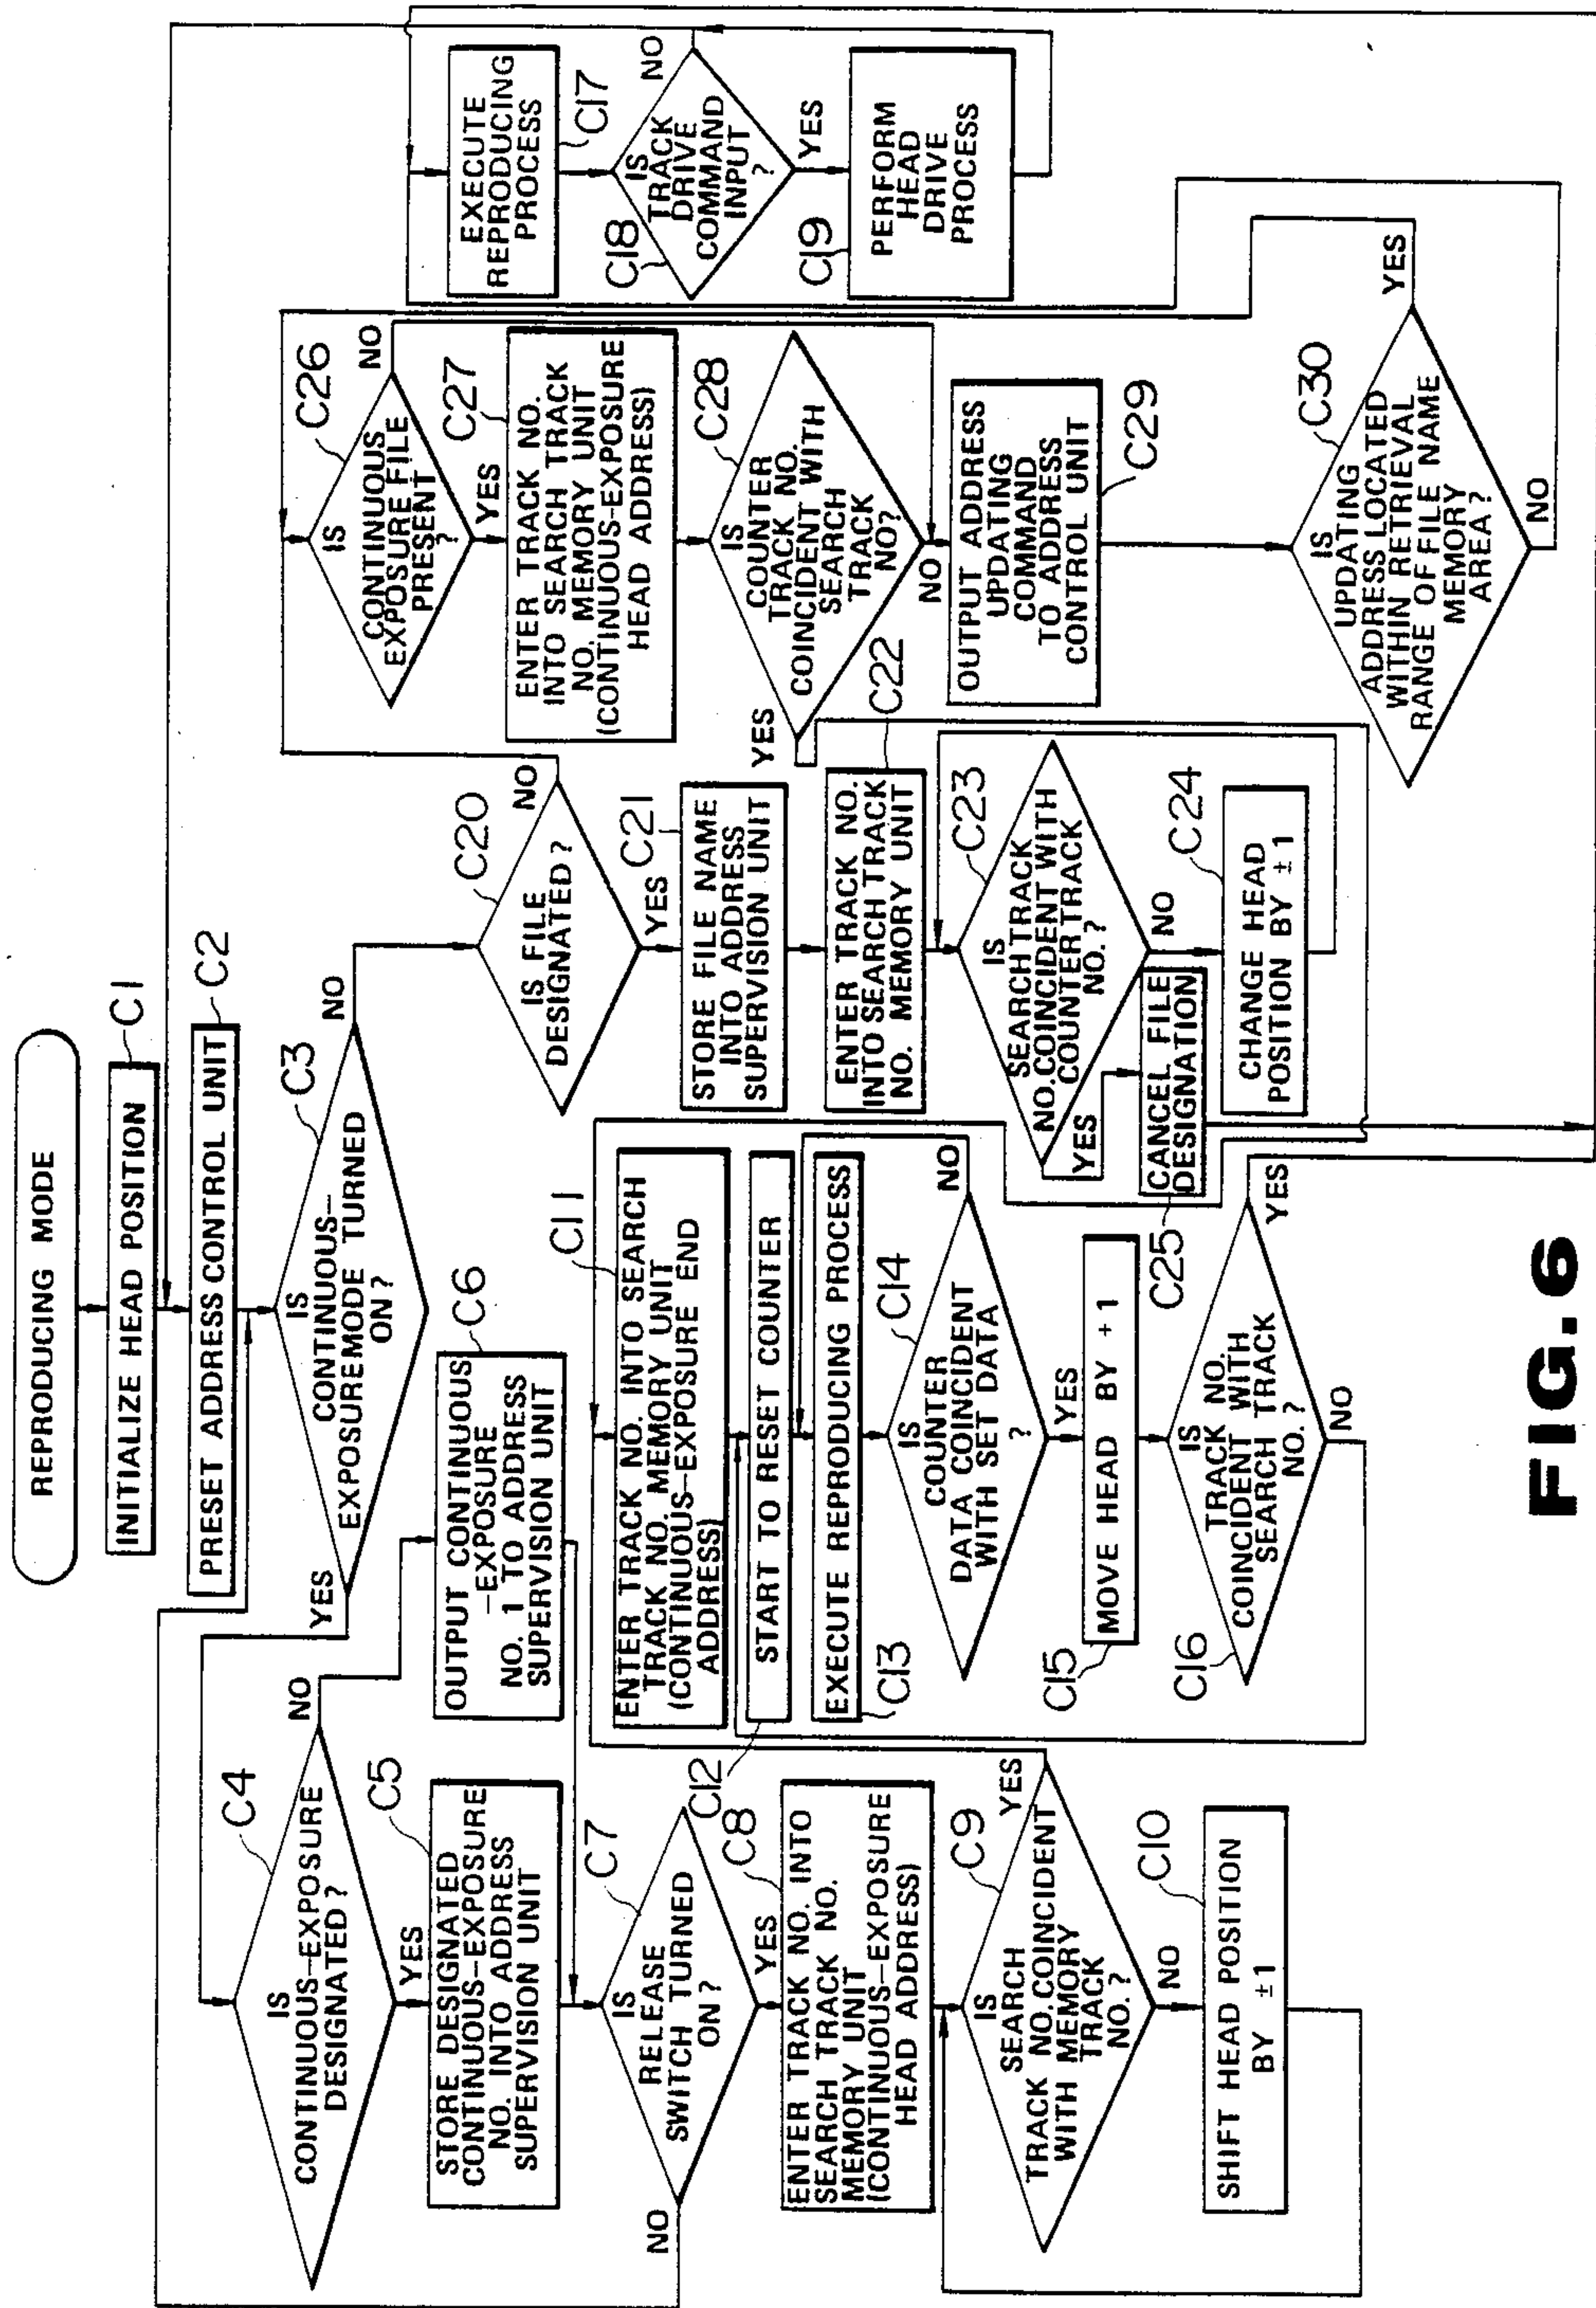 REPRODUCING MODE
INITIALIZE HEAD POSITION
C1
PRESET ADDRESS CONTROL UNIT
C2
IS
CONTINUOUS-
EXPOSUREMODE TURNED
ON?
C3
YES
NO
C4
IS
CONTINUOUS-EXPOSURE
DESIGNATED?
NO
YES
C5
STORE DESIGNATED
CONTINUOUS-EXPOSURE
NO. INTO ADDRESS
SUPERVISION UNIT
C6
OUTPUT CONTINUOUS
-EXPOSURE
NO. 1 TO ADDRESS
SUPERVISION UNIT
C7
IS
RELEASE
SWITCH TURNED
ON?
NO
YES
C8
ENTER TRACK NO. INTO
SEARCH TRACK NO.
MEMORY UNIT
(CONTINUOUS-EXPOSURE
HEAD ADDRESS)
C9
IS
SEARCH
TRACK NO. COINCIDENT
WITH MEMORY
TRACK
NO.?
YES
NO
C10
SHIFT HEAD POSITION
BY ±1
C11
ENTER TRACK NO. INTO SEARCH
TRACK NO. MEMORY UNIT
(CONTINUOUS-EXPOSURE END
ADDRESS)
C12
START TO RESET COUNTER
C13
EXECUTE REPRODUCING PROCESS
C14
IS
COUNTER
DATA COINCIDENT
WITH SET DATA
?
NO
YES
C15
MOVE HEAD BY +1
C16
IS
TRACK NO.
COINCIDENT WITH
SEARCH TRACK
NO.?
YES
NO
C20
IS FILE
DESIGNATED?
NO
YES
C21
STORE FILE NAME
INTO ADDRESS
SUPERVISION UNIT
C22
ENTER TRACK NO.
INTO SEARCH TRACK
NO. MEMORY UNIT
C23
IS
SEARCH TRACK
NO. COINCIDENT WITH
COUNTER TRACK
NO.?
YES
NO
C24
CHANGE HEAD
POSITION BY ±1
C25
CANCEL FILE
DESIGNATION
C26
IS
CONTINUOUS
EXPOSURE FILE
PRESENT
?
NO
YES
C27
ENTER TRACK NO.
INTO SEARCH TRACK
NO. MEMORY UNIT
(CONTINUOUS-EXPOSURE
HEAD ADDRESS)
C28
IS
COUNTER
TRACK NO.
COINCIDENT WITH
SEARCH
TRACK
NO?
YES
NO
C29
OUTPUT ADDRESS
UPDATING
COMMAND
TO ADDRESS
CONTROL UNIT
C30
IS
UPDATING
ADDRESS LOCATED
WITHIN RETRIEVAL
RANGE OF FILE NAME
MEMORY
AREA?
YES
NO
EXECUTE
REPRODUCING
PROCESS
C17
C18
IS
TRACK
DRIVE
COMMAND
INPUT
?
NO
YES
C19
PERFORM
HEAD
DRIVE
PROCESS
FIG. 6